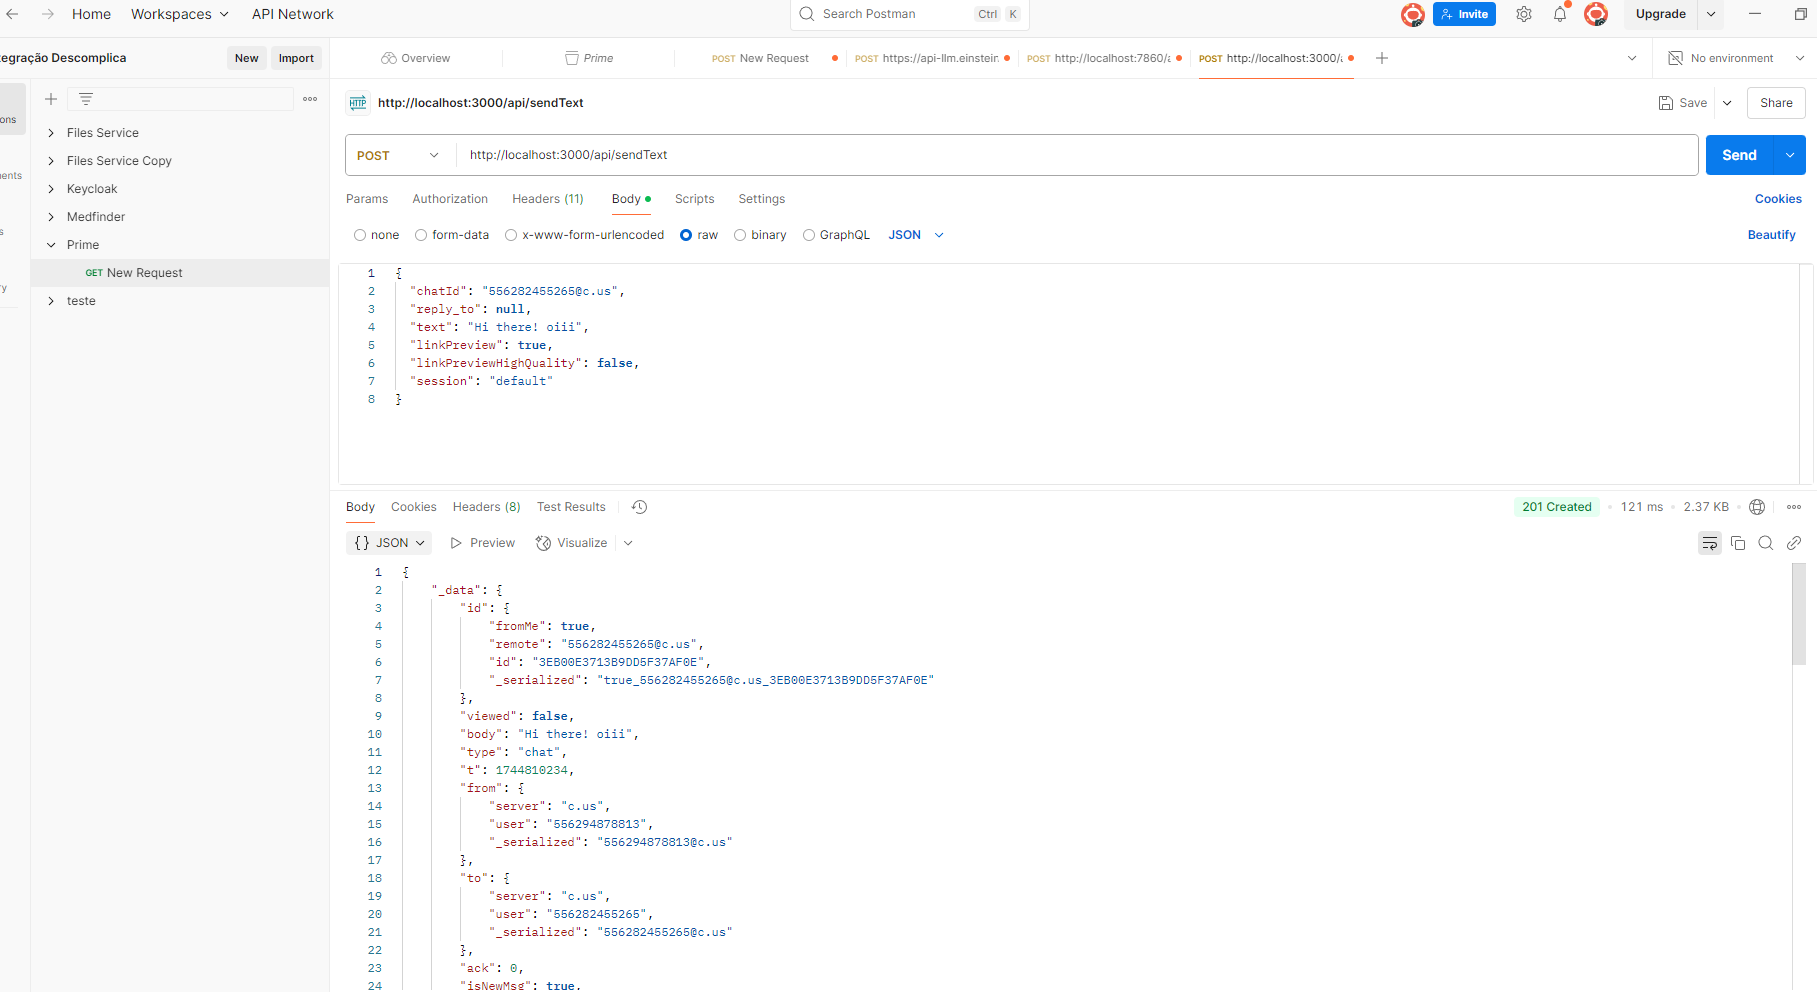 Home Workspaces API Network Search Postman Ctrl K Invite Upgrade
tegração Descomplica New Import Overview Prime POST New Request POST https://api-llm.einstein POST http://localhost:7860/a POST http://localhost:3000/a No environment
http://localhost:3000/api/sendText Save Share
ons
Files Service
Files Service Copy
Keycloak
Medfinder
Prime
GET New Request
teste
ents
s
ry
POST http://localhost:3000/api/sendText Send
Params Authorization Headers (11) Body Scripts Settings Cookies
none form-data x-www-form-urlencoded raw binary GraphQL JSON Beautify
1 {
2 "chatId": "556282455265@c.us",
3 "reply_to": null,
4 "text": "Hi there! oiii",
5 "linkPreview": true,
6 "linkPreviewHighQuality": false,
7 "session": "default"
8 }
Body Cookies Headers (8) Test Results 201 Created 121 ms 2.37 KB
{} JSON Preview Visualize
1 {
2 "_data": {
3 "id": {
4 "fromMe": true,
5 "remote": "556282455265@c.us",
6 "id": "3EB00E3713B9DD5F37AF0E",
7 "_serialized": "true_556282455265@c.us_3EB00E3713B9DD5F37AF0E"
8 },
9 "viewed": false,
10 "body": "Hi there! oiii",
11 "type": "chat",
12 "t": 1744810234,
13 "from": {
14 "server": "c.us",
15 "user": "556294878813",
16 "_serialized": "556294878813@c.us"
17 },
18 "to": {
19 "server": "c.us",
20 "user": "556282455265",
21 "_serialized": "556282455265@c.us"
22 },
23 "ack": 0,
24 "isNewMsg": true,